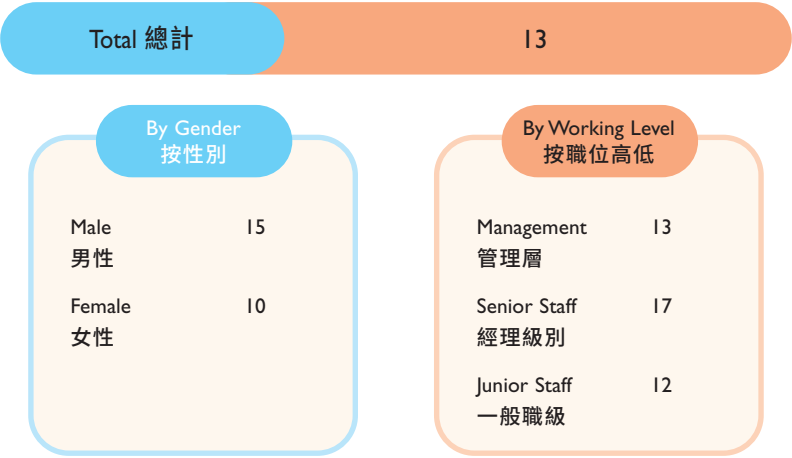 Total 總計 13
By Gender
按性別
Male 15
男性
Female 10
女性
By Working Level
按職位高低
Management 13
管理層
Senior Staff 17
經理級別
Junior Staff 12
一般職級